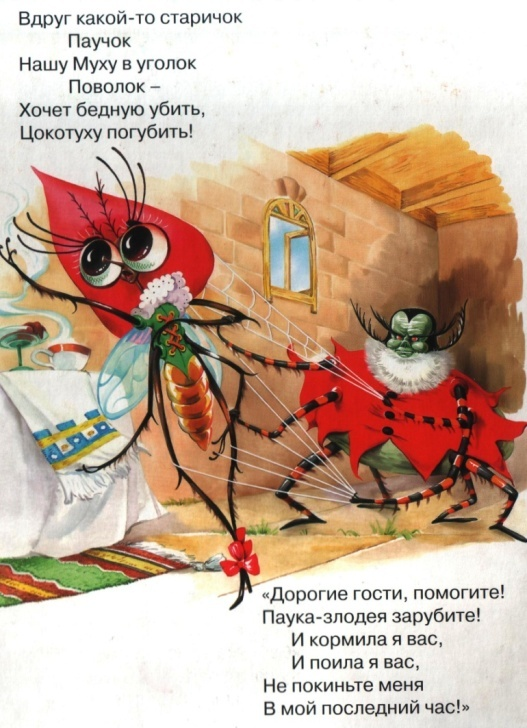 Вдруг какой-то старичок
Паучок
Нашу Муху в уголок
Поволок –
Хочет бедную убить,
Цокотуху погубить!
«Дорогие гости, помогите!
Паука-злодея зарубите!
И кормила я вас,
И поила я вас,
Не покиньте меня
В мой последний час!»